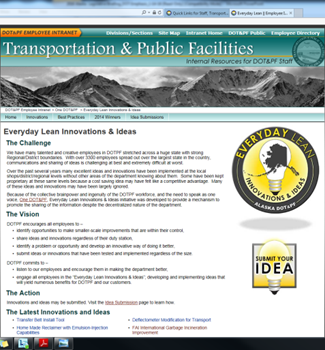 Quick Links for Staff, Transport...
Everyday Lean
DOT&PF EMPLOYEE INTRANET
Divisions/Sections Site Map Intranet Home DOT&PF Public Employee Directory
Transportation & Public Facilities
Internal Resources for DOT&PF Staff
DOT&PF Employee Intranet > One DOT&PF > Everyday Lean Innovations & Ideas
Home Innovations Best Practices 2014 Winners Idea Submissions
Everyday Lean Innovations & Ideas
The Challenge
We have many talented and creative employees in DOT&PF stretched across a huge state with strong
Regional/District boundaries. With over 3300 employees spread out over the largest state in the country,
communications and sharing of ideas is challenging at best and extremely difficult at worst.
Over the past several years many excellent ideas and innovations have been implemented at the local
shops/district/regional level without other areas of the department knowing about them. Some have been kept
proprietary at these same levels because a cost saving idea may have felt like a competitive advantage. Many
of these ideas and innovations may have been largely ignored.
Because of the collective brainpower and ingenuity of the DOT&PF workforce, and the need to speak as one
voice, One DOT&PF, Everyday Lean Innovations & Ideas initiative was developed to provide a mechanism to
promote the sharing of the information despite the decentralized nature of the department.
The Vision
DOT&PF encourages all employees to –
identify opportunities to make smaller-scale improvements that are within their control,
share ideas and innovations regardless of their duty station,
identify a problem or opportunity and develop an innovative way of doing it better,
submit ideas or innovations that have been tested and implemented regardless of the size.
DOT&PF commits to –
listen to our employees and encourage them in making the department better,
engage all employees in the "Everyday Lean Innovations & Ideas"; developing and implementing ideas that
will yield numerous benefits for DOT&PF and our customers.
The Action
Innovations and Ideas may be submitted. Visit the Idea Submission page to learn how.
The Latest Innovations and Ideas
Transfer Belt Install Tool
Home Made Reclaimer with Emulsion-Injection
Capabilities
Deflectometer Modification for Transport
FAI International Garbage Incineration
Improvement
EVERYDAY LEAN
INNOVATIONS & IDEAS
ALASKA DOT&PF
SUBMIT YOUR
IDEA